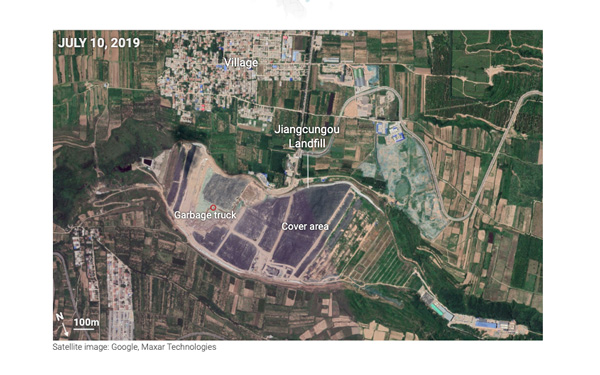 JULY 10, 2019
Village
Jiangcungou
Landfill
Garbage truck
Cover area
N
100m
Satellite image: Google, Maxar Technologies